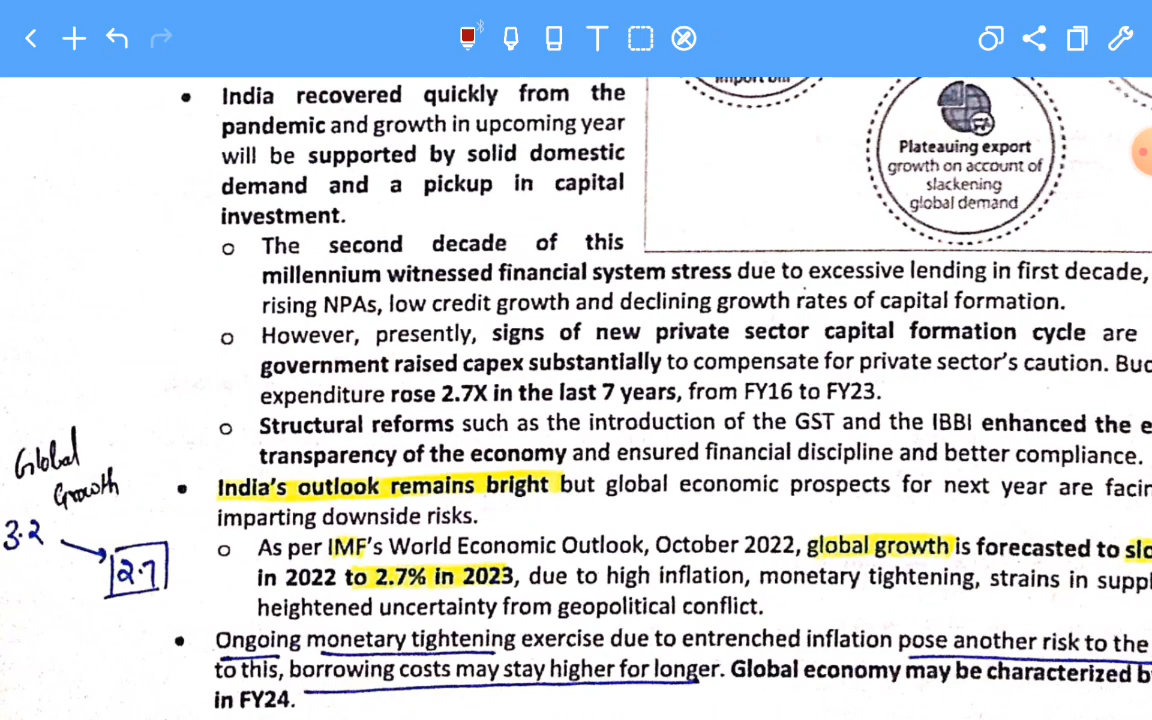 import bill
India recovered quickly from the
pandemic and growth in upcoming year
will be supported by solid domestic
demand and a pickup in capital
investment.
Plateauing export
growth on account of
slackening
global demand
o The second decade of this
millennium witnessed financial system stress due to excessive lending in first decade,
rising NPAs, low credit growth and declining growth rates of capital formation.
o However, presently, signs of new private sector capital formation cycle are
government raised capex substantially to compensate for private sector's caution.
expenditure rose 2.7X in the last 7 years, from FY16 to FY23.
o Structural reforms such as the introduction of the GST and the IBBI enhanced the
transparency of the economy and ensured financial discipline and better compliance.
Global
Growth
3.2
2.7
• India's outlook remains bright but global economic prospects for next year are
imparting downside risks.
o As per IMF's World Economic Outlook, October 2022, global growth is forecasted to
in 2022 to 2.7% in 2023, due to high inflation, monetary tightening, strains in
heightened uncertainty from geopolitical conflict.
• Ongoing monetary tightening exercise due to entrenched inflation pose another risk to the
to this, borrowing costs may stay higher for longer. Global economy may be characterized
in FY24.